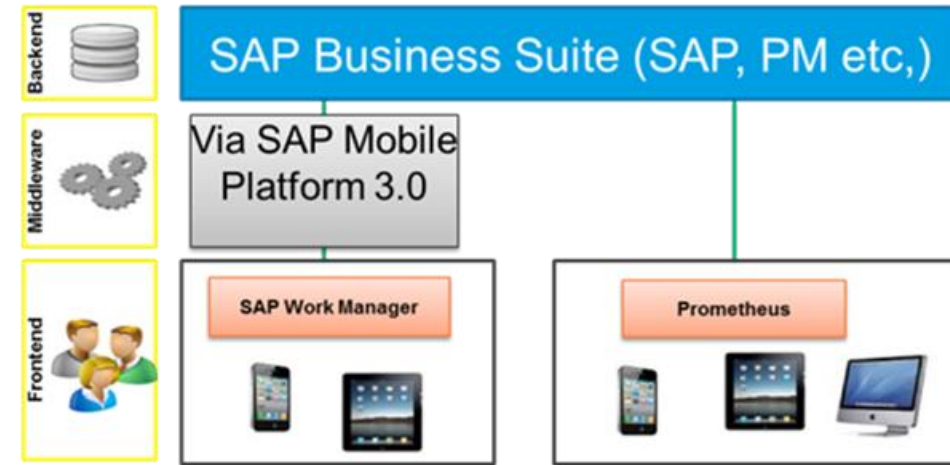 Backend
SAP Business Suite (SAP, PM etc,)
Middleware
Via SAP Mobile
Platform 3.0
Frontend
SAP Work Manager
Prometheus